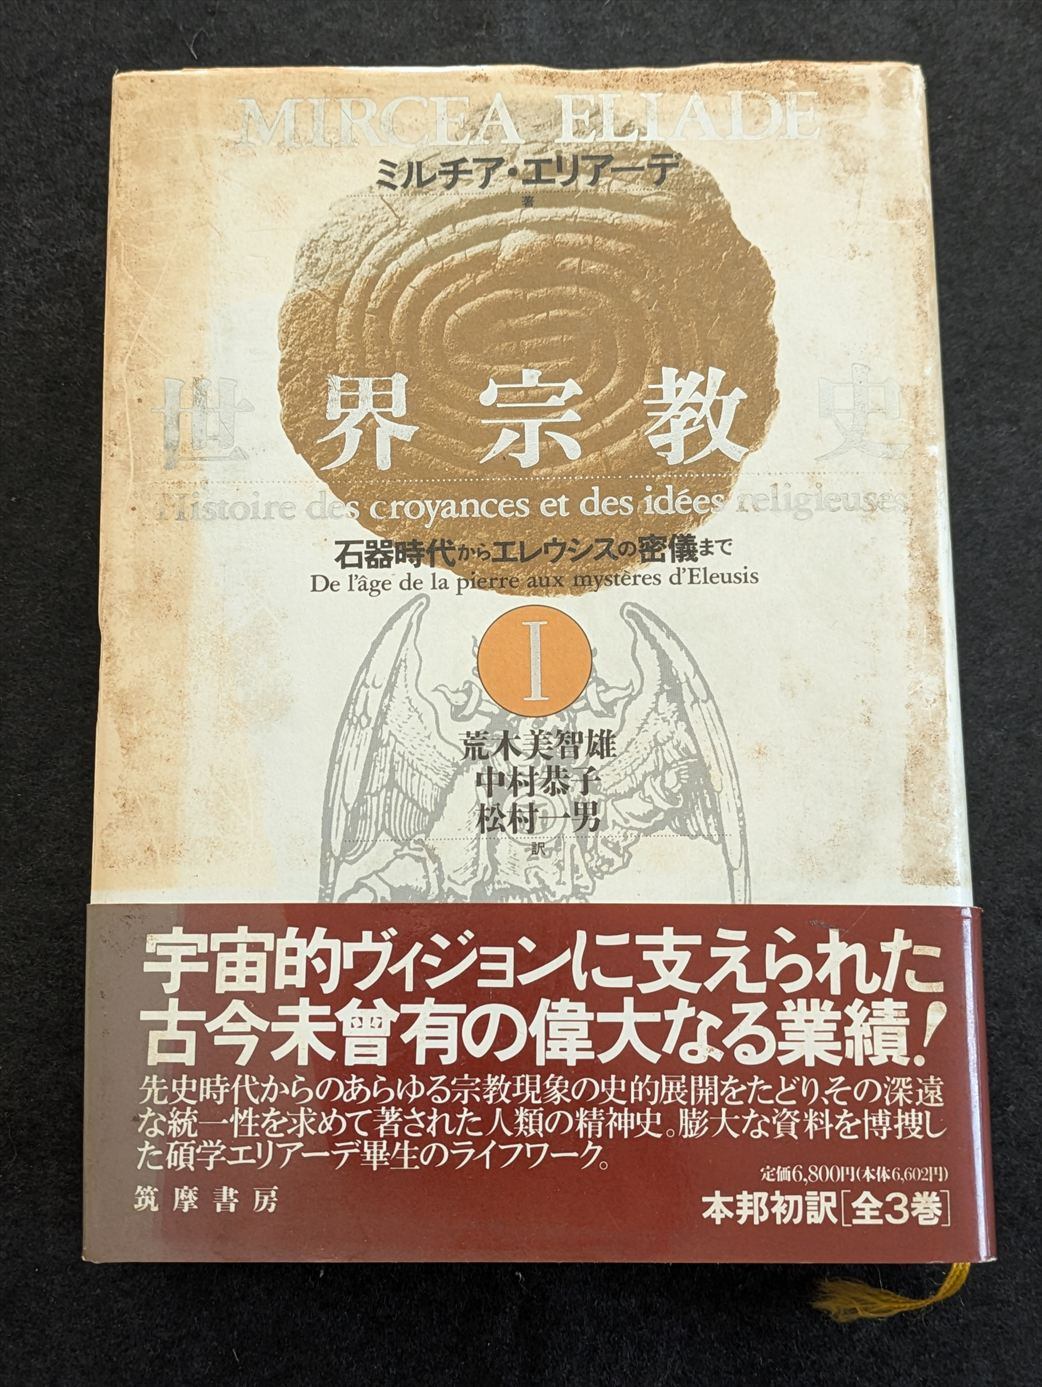 MIRCEA ELIADE
ミルチア・エリアーデ
著
世界宗教史
Histoire des croyances et des idées religieuses
石器時代からエレウシスの密儀まで
De l'âge de la pierre aux mystères d'Eleusis
I
荒木美智雄
中村恭子
松村一男
訳
宇宙的ヴィジョンに支えられた
古今未曾有の偉大なる業績!
先史時代からのあらゆる宗教現象の史的展開をたどり、その深遠
な統一性を求めて著された人類の精神史。膨大な資料を博捜し
た碩学エリアーデ畢生のライフワーク。
定価6,800円(本体6,602円)
筑摩書房
本邦初訳[全3巻]